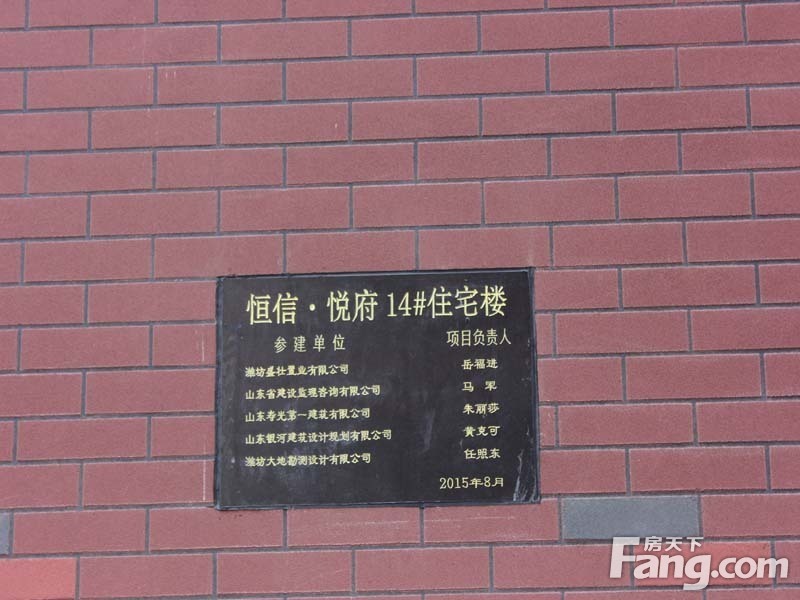 恒信·悦府 14#住宅楼
参建单位 项目负责人
潍坊盛壮置业有限公司 岳福进
山东省建设监理咨询有限公司 马军
山东寿光第一建筑有限公司 朱丽莎
山东银河建筑设计规划有限公司 黄克可
潍坊大地勘测设计有限公司 任照东
2015年8月
房天下
Fang.com